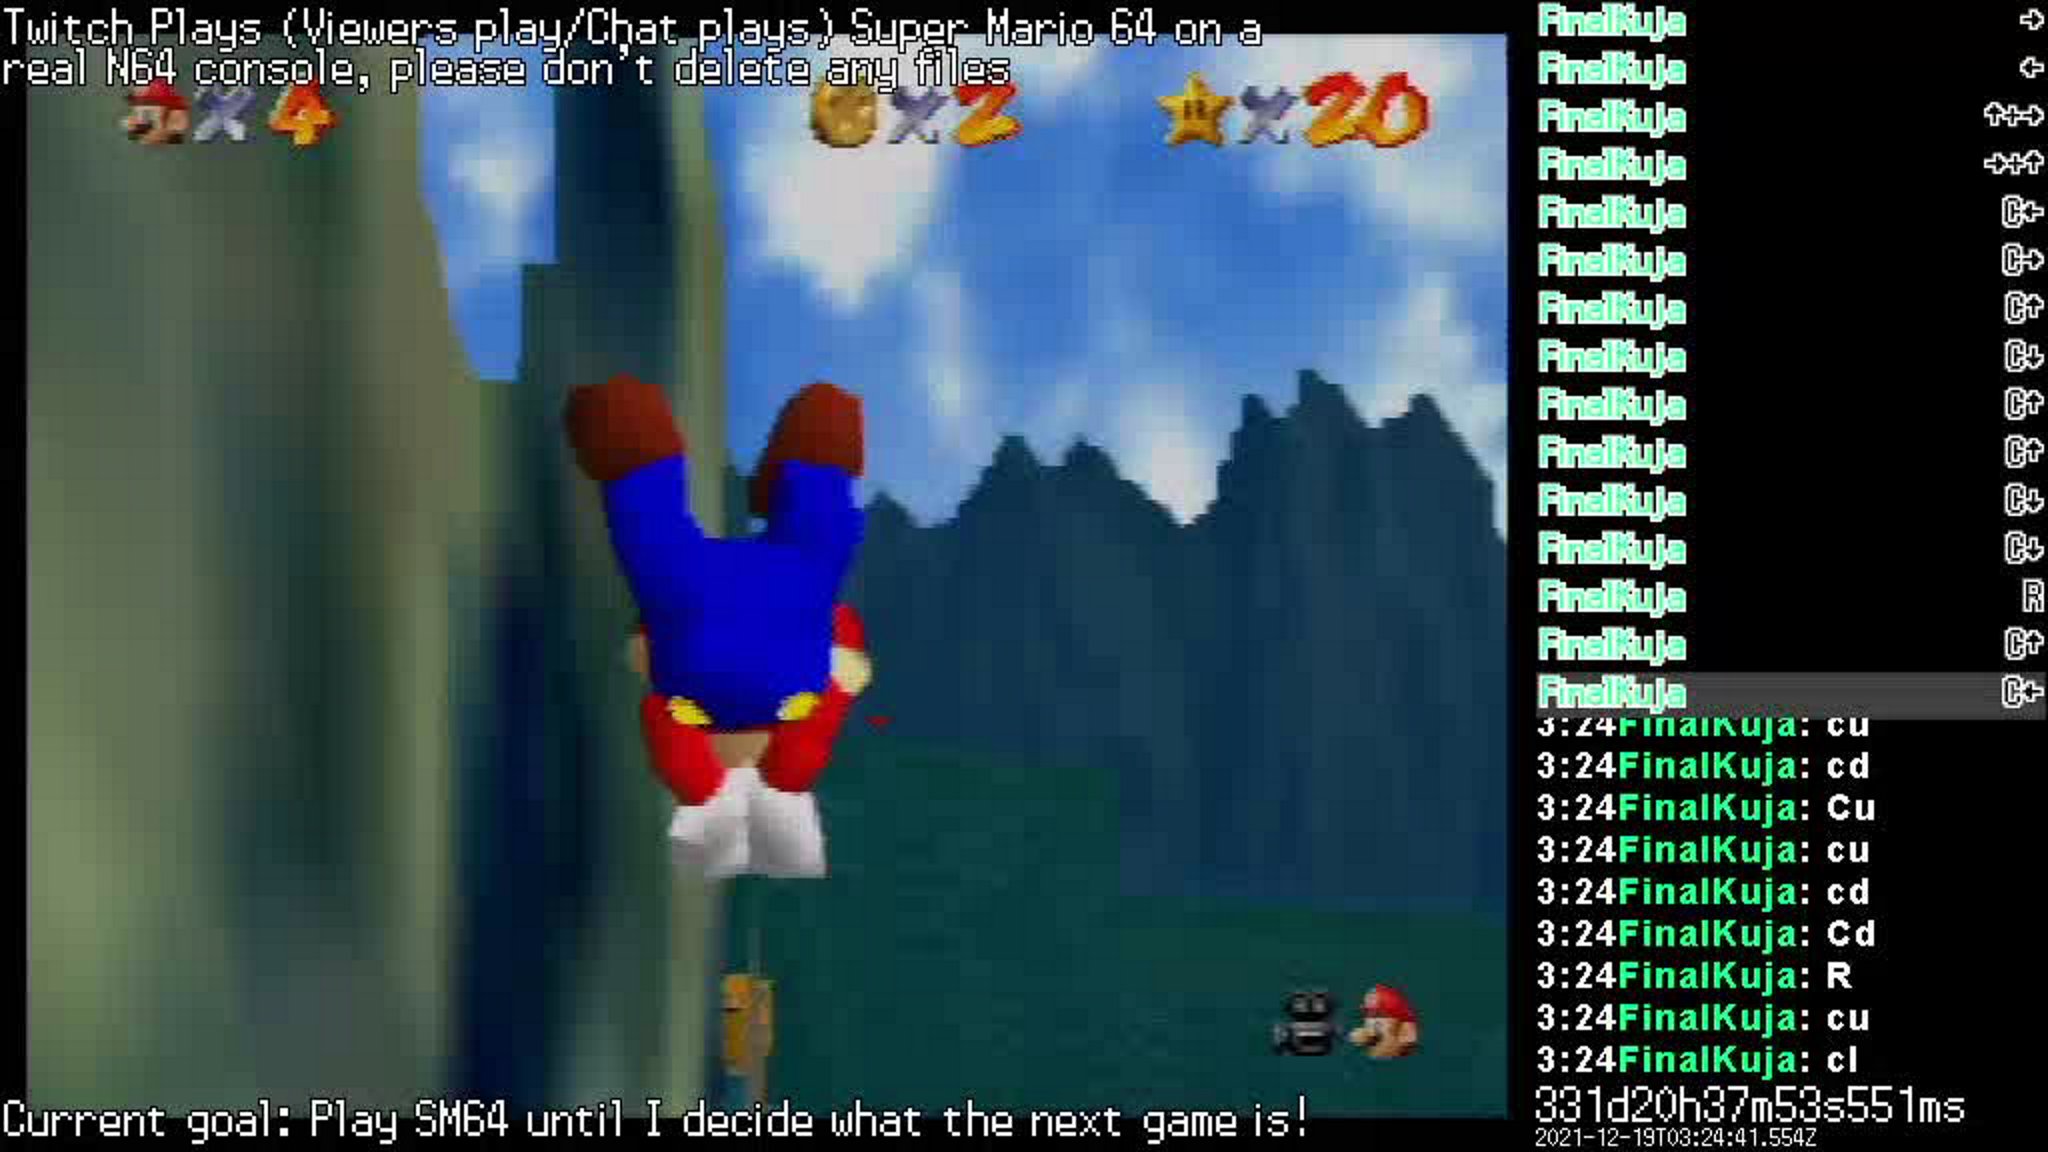 Twitch Plays (Viewers play/Chat plays) Super Mario 64 on a
real N64 console, please don't delete any files
x 4
x 2
x 20
FinalKuja →
FinalKuja ←
FinalKuja ↑+→
FinalKuja →+↑
FinalKuja C←
FinalKuja C→
FinalKuja C↑
FinalKuja C↓
FinalKuja C↑
FinalKuja C↑
FinalKuja C↓
FinalKuja C↓
FinalKuja R
FinalKuja C↑
FinalKuja C←
3:24FinalKuja: cu
3:24FinalKuja: cd
3:24FinalKuja: Cu
3:24FinalKuja: cu
3:24FinalKuja: cd
3:24FinalKuja: Cd
3:24FinalKuja: R
3:24FinalKuja: cu
3:24FinalKuja: cl
Current goal: Play SM64 until I decide what the next game is!
331d20h37m53s551ms
2021-12-19T03:24:41.554Z